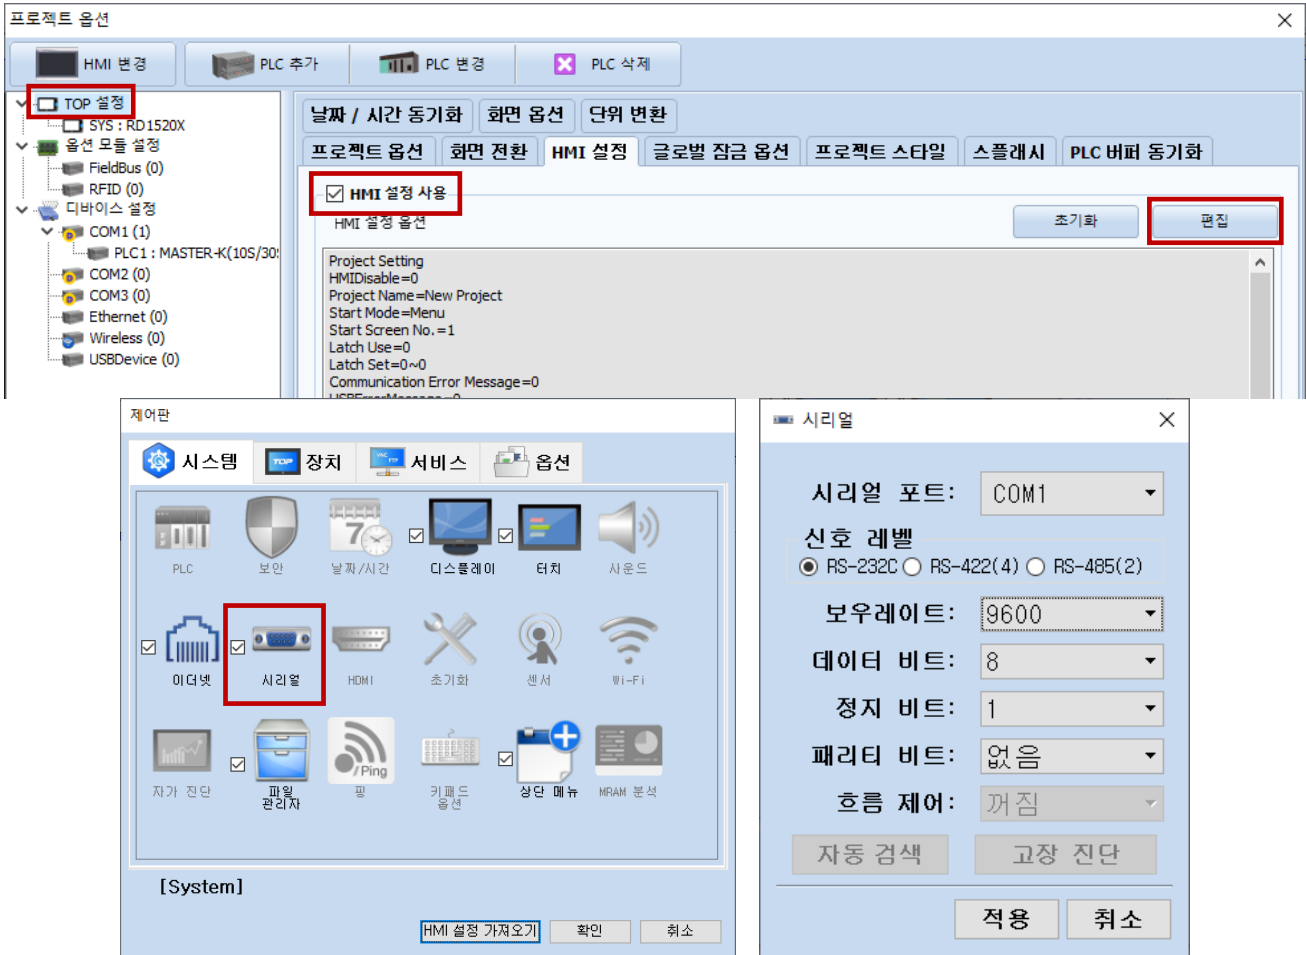 프로젝트 옵션
HMI 변경
PLC 추가
PLC 변경
PLC 삭제
TOP 설정
SYS : RD1520X
옵션 모듈 설정
FieldBus (0)
RFID (0)
디바이스 설정
COM1 (1)
PLC1 : MASTER-K(10S/30
COM2 (0)
COM3 (0)
Ethernet (0)
Wireless (0)
USBDevice (0)
날짜 / 시간 동기화
화면 옵션
단위 변환
프로젝트 옵션
화면 전환
HMI 설정
글로벌 잠금 옵션
프로젝트 스타일
스플래시
PLC 버퍼 동기화
HMI 설정 사용
HMI 설정 옵션
초기화
편집
Project Setting
HMIDisable=0
Project Name=New Project
Start Mode=Menu
Start Screen No.=1
Latch Use=0
Latch Set=0~0
Communication Error Message=0
USBErrorMessage=0
제어판
시스템
장치
서비스
옵션
PLC
보안
날짜/시간
디스플레이
터치
사운드
이더넷
시리얼
HDMI
초기화
센서
Wi-Fi
자가 진단
파일
관리자
핑
키패드
옵션
상단 메뉴
MRAM 분석
[System]
HMI 설정 가져오기
확인
취소
시리얼
시리얼 포트: COM1
신호 레벨
RS-232C RS-422(4) RS-485(2)
보우레이트: 9600
데이터 비트: 8
정지 비트: 1
패리티 비트: 없음
흐름 제어: 꺼짐
자동 검색
고장 진단
적용
취소